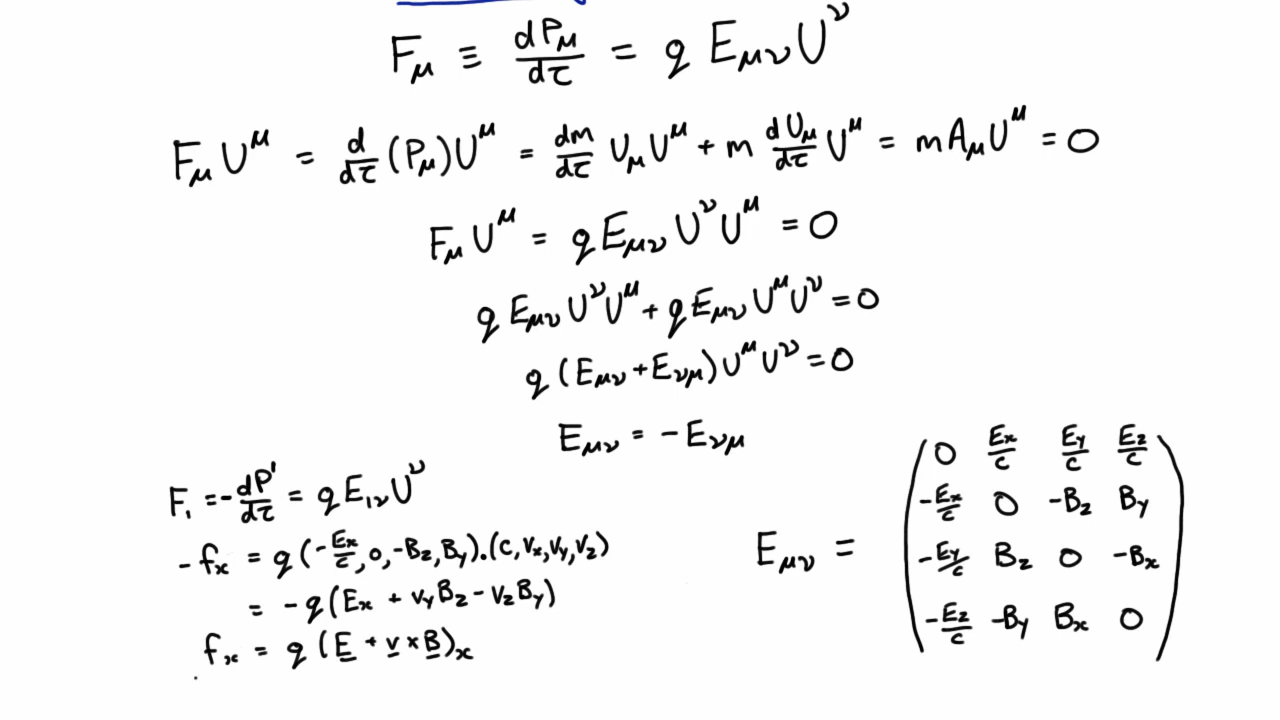 F_μ ≡ dP_μ/dτ = q E_μν U^ν
F_μ U^μ = d/dτ (P_μ) U^μ = dm/dτ U_μ U^μ + m dU_μ/dτ U^μ = m A_μ U^μ = 0
F_μ U^μ = q E_μν U^ν U^μ = 0
q E_μν U^ν U^μ + q E_μν U^μ U^ν = 0
q (E_μν + E_νμ) U^μ U^ν = 0
E_μν = - E_νμ
F_1 = - dP^1/dτ = q E_1ν U^ν
- f_x = q (- E_x/c, 0, -B_z, B_y) . (c, v_x, v_y, v_z)
= - q (E_x + v_y B_z - v_z B_y)
f_x = q (E + v × B)_x
E_μν =
0 E_x/c E_y/c E_z/c
-E_x/c 0 -B_z B_y
-E_y/c B_z 0 -B_x
-E_z/c -B_y B_x 0